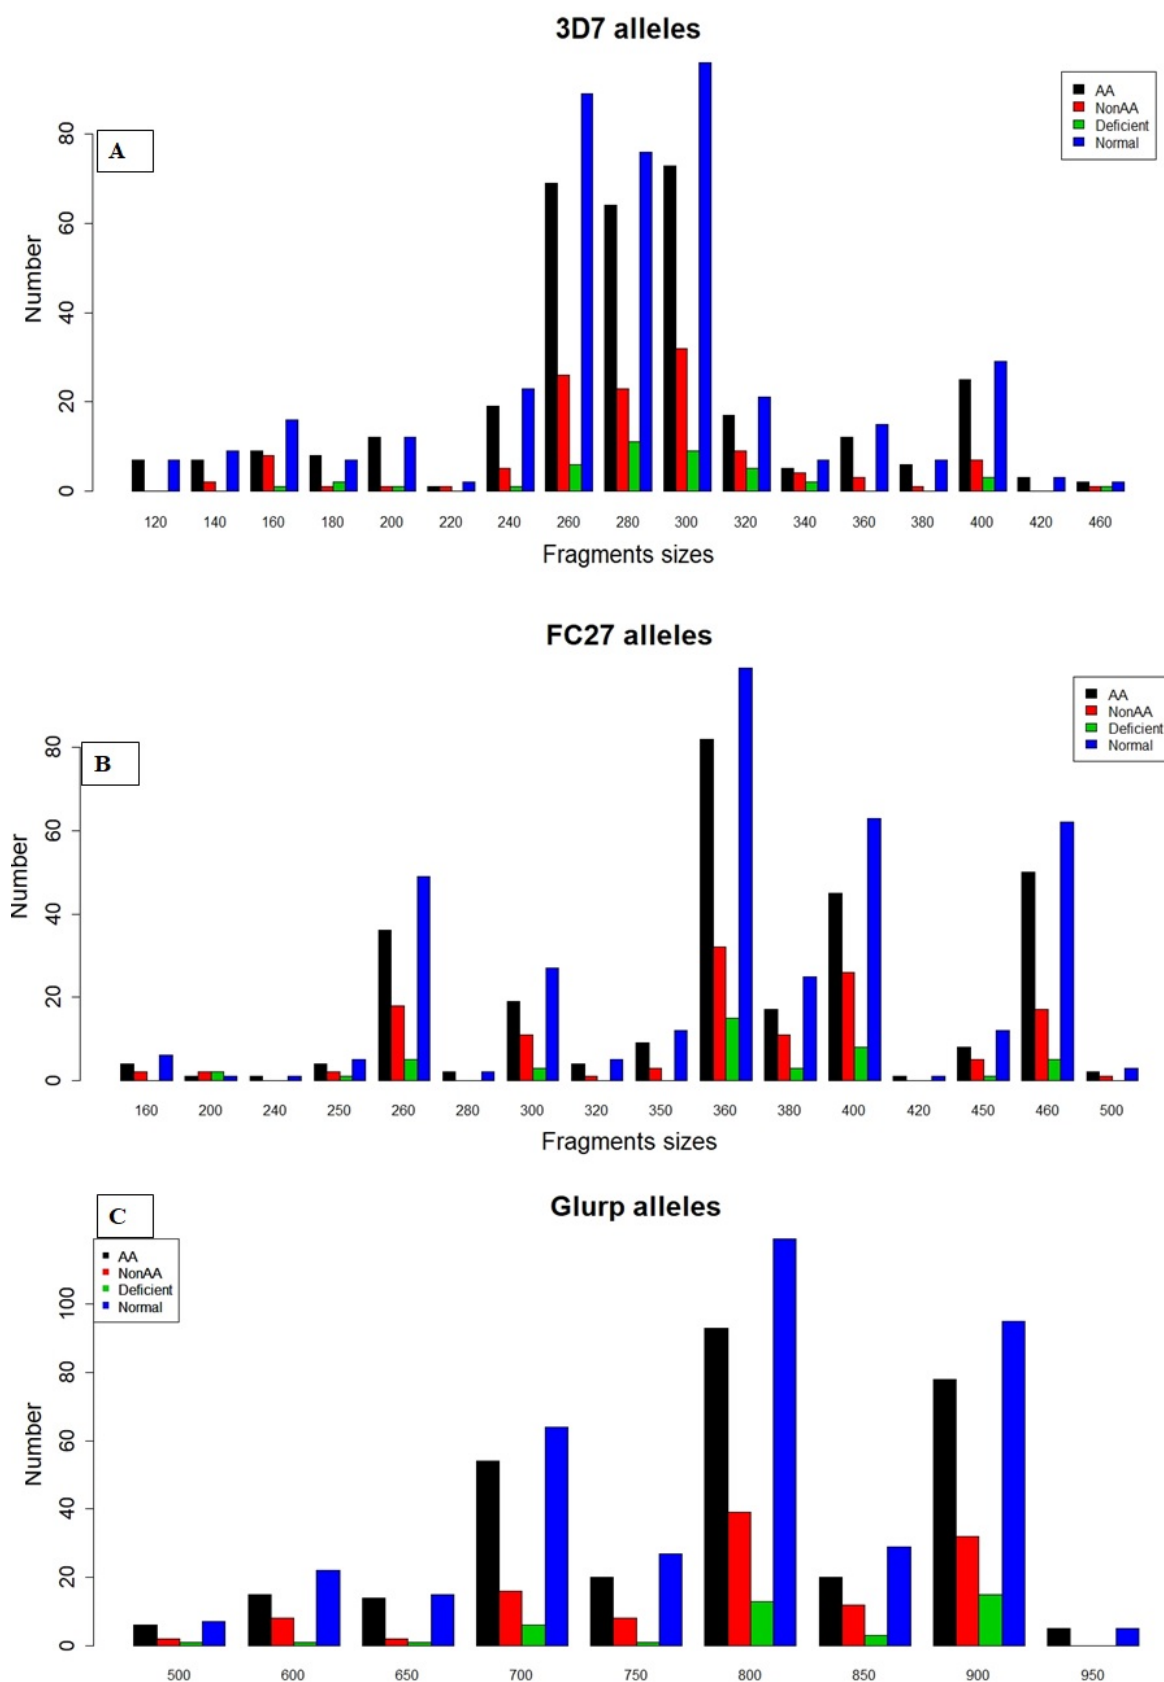 3D7 alleles
A
AA
NonAA
Deficient
Normal
Number
0 20 40 60 80
120 140 160 180 200 220 240 260 280 300 320 340 360 380 400 420 460
Fragments sizes
FC27 alleles
B
AA
NonAA
Deficient
Normal
Number
0 20 40 60 80
160 200 240 250 260 280 300 320 350 360 380 400 420 450 460 500
Fragments sizes
C
Glurp alleles
AA
NonAA
Deficient
Normal
Number
0 20 40 60 80 100
500 600 650 700 750 800 850 900 950